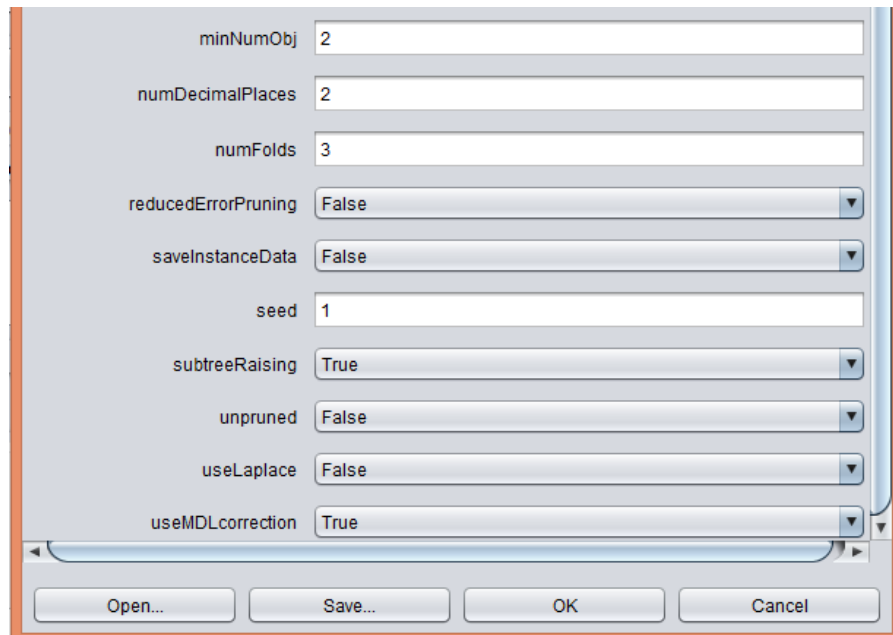 minNumObj 2
numDecimalPlaces 2
numFolds 3
reducedErrorPruning False
saveInstanceData False
seed 1
subtreeRaising True
unpruned False
useLaplace False
useMDLcorrection True
Open... Save... OK Cancel